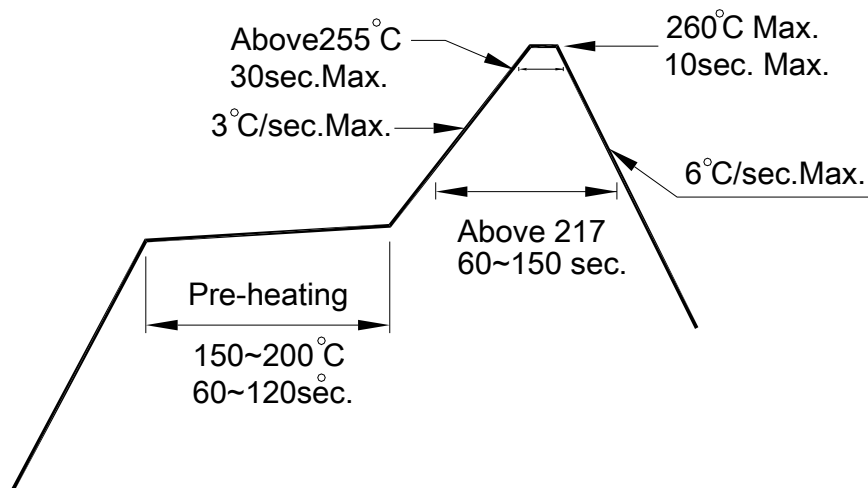 Above255°C
30sec.Max.
260°C Max.
10sec. Max.
3°C/sec.Max.
6°C/sec.Max.
Above 217
60~150 sec.
Pre-heating
150~200°C
60~120sec.